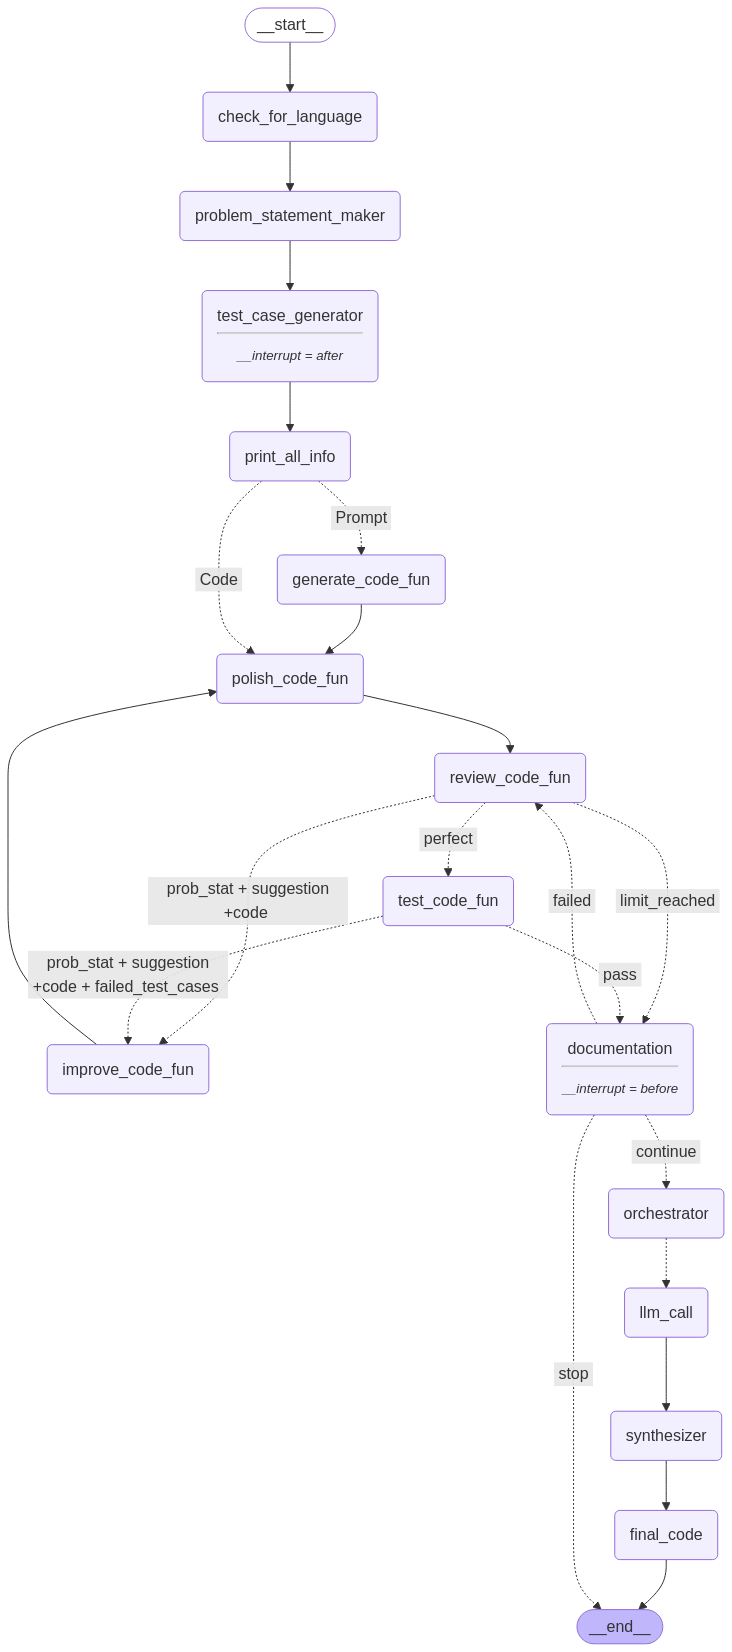 __start__
check_for_language
problem_statement_maker
test_case_generator
__interrupt = after
print_all_info
Prompt
Code
generate_code_fun
polish_code_fun
review_code_fun
perfect
prob_stat + suggestion
+code
test_code_fun
failed
limit_reached
prob_stat + suggestion
+code + failed_test_cases
pass
improve_code_fun
documentation
__interrupt = before
continue
orchestrator
llm_call
stop
synthesizer
final_code
__end__